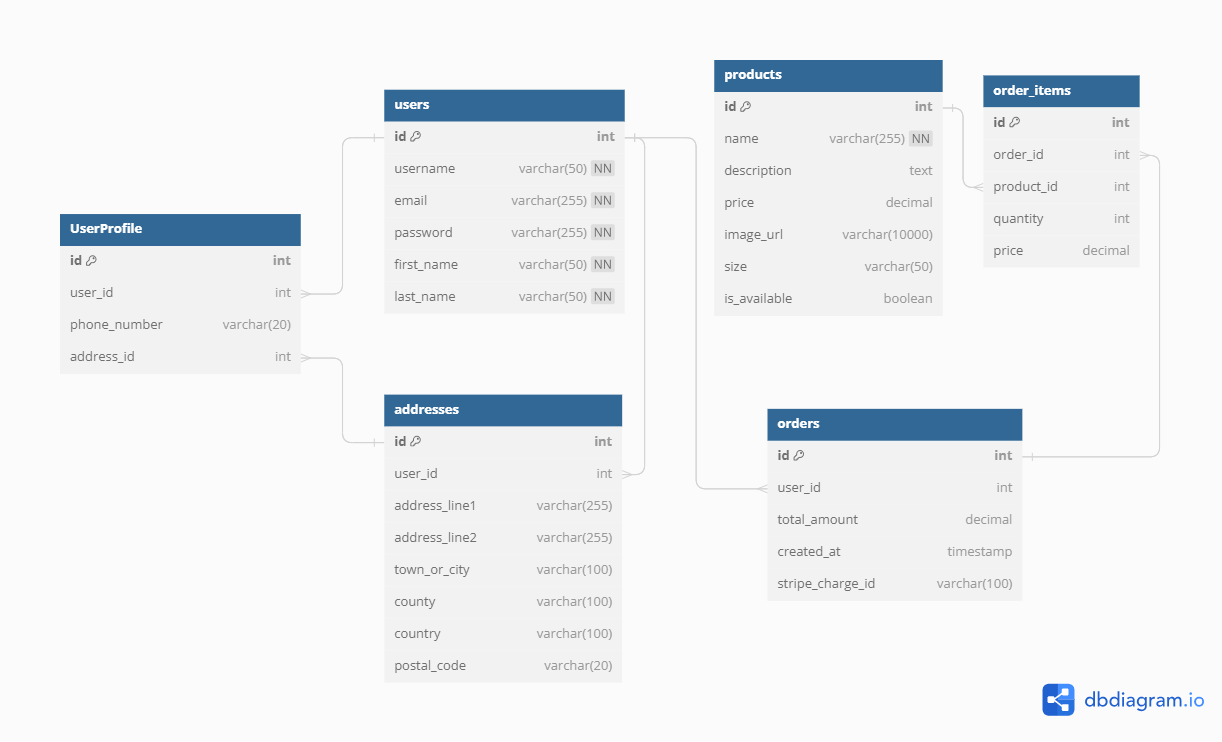 UserProfile
id int
user_id int
phone_number varchar(20)
address_id int
users
id int
username varchar(50) NN
email varchar(255) NN
password varchar(255) NN
first_name varchar(50) NN
last_name varchar(50) NN
addresses
id int
user_id int
address_line1 varchar(255)
address_line2 varchar(255)
town_or_city varchar(100)
county varchar(100)
country varchar(100)
postal_code varchar(20)
products
id int
name varchar(255) NN
description text
price decimal
image_url varchar(10000)
size varchar(50)
is_available boolean
order_items
id int
order_id int
product_id int
quantity int
price decimal
orders
id int
user_id int
total_amount decimal
created_at timestamp
stripe_charge_id varchar(100)
dbdiagram.io